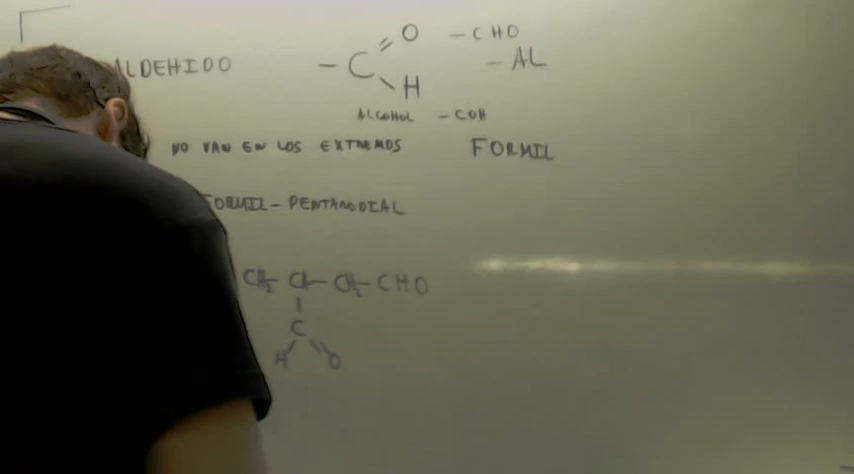 ALDEHIDO - C = O - CHO
H - AL
ALCOHOL - COH
NO VAN EN LOS EXTREMOS FORMIL
FORMIL - PENTANODIAL
CH2 - CH - CH2 - CHO
C
H O